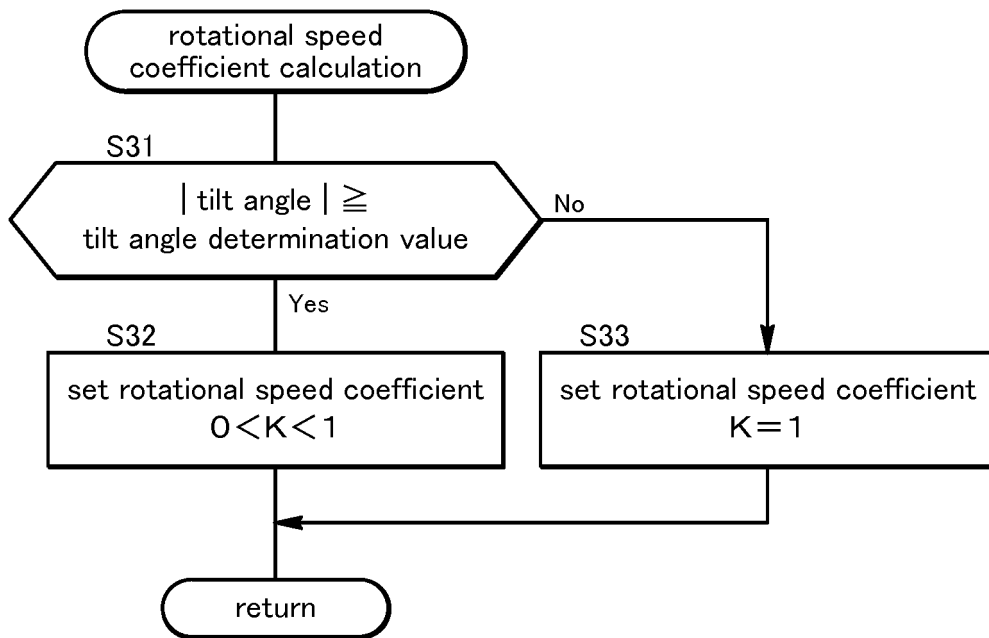 rotational speed
coefficient calculation
S31
| tilt angle | ≧
tilt angle determination value
No
Yes
S32
set rotational speed coefficient
0<K<1
S33
set rotational speed coefficient
K=1
return